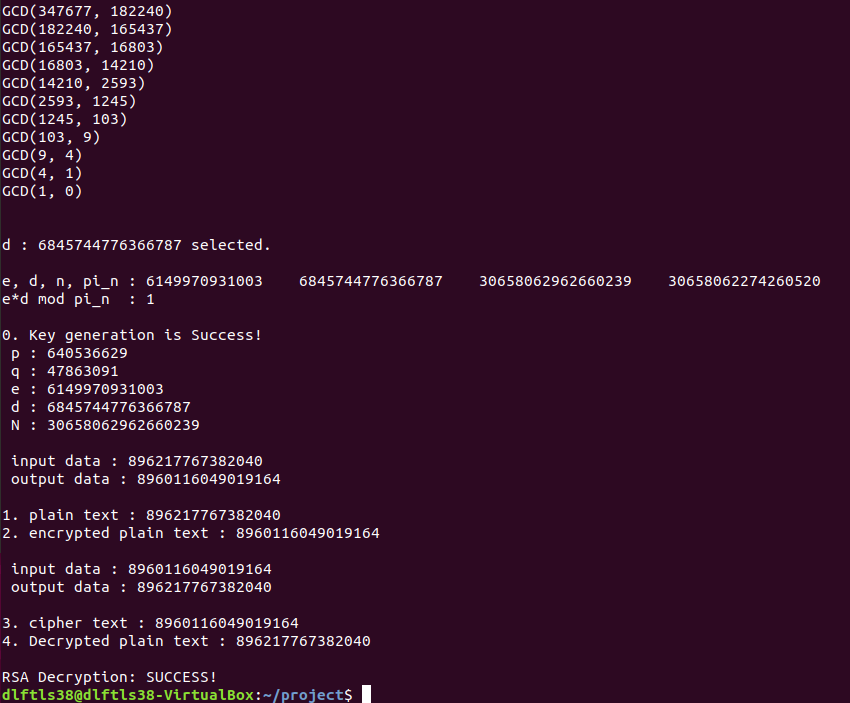 GCD(347677, 182240)
GCD(182240, 165437)
GCD(165437, 16803)
GCD(16803, 14210)
GCD(14210, 2593)
GCD(2593, 1245)
GCD(1245, 103)
GCD(103, 9)
GCD(9, 4)
GCD(4, 1)
GCD(1, 0)
d : 6845744776366787 selected.
e, d, n, pi_n : 6149970931003    6845744776366787    30658062962660239    30658062274260520
e*d mod pi_n  : 1
0. Key generation is Success!
 p : 640536629
 q : 47863091
 e : 6149970931003
 d : 6845744776366787
 N : 30658062962660239
 input data : 896217767382040
 output data : 8960116049019164
1. plain text : 896217767382040
2. encrypted plain text : 8960116049019164
 input data : 8960116049019164
 output data : 896217767382040
3. cipher text : 8960116049019164
4. Decrypted plain text : 896217767382040
RSA Decryption: SUCCESS!
dlftls38@dlftls38-VirtualBox:~/project$